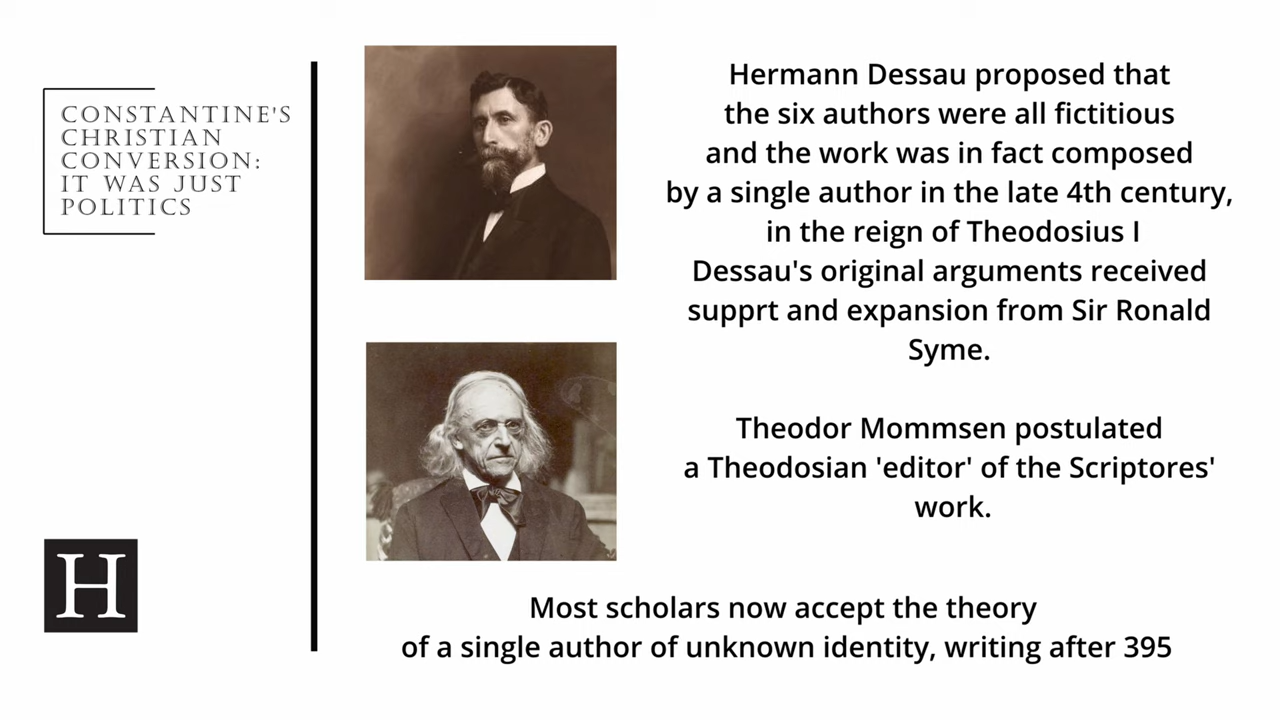 CONSTANTINE'S
CHRISTIAN
CONVERSION:
IT WAS JUST
POLITICS
H
Hermann Dessau proposed that
the six authors were all fictitious
and the work was in fact composed
by a single author in the late 4th century,
in the reign of Theodosius I
Dessau's original arguments received
supprt and expansion from Sir Ronald
Syme.
Theodor Mommsen postulated
a Theodosian 'editor' of the Scriptores'
work.
Most scholars now accept the theory
of a single author of unknown identity, writing after 395